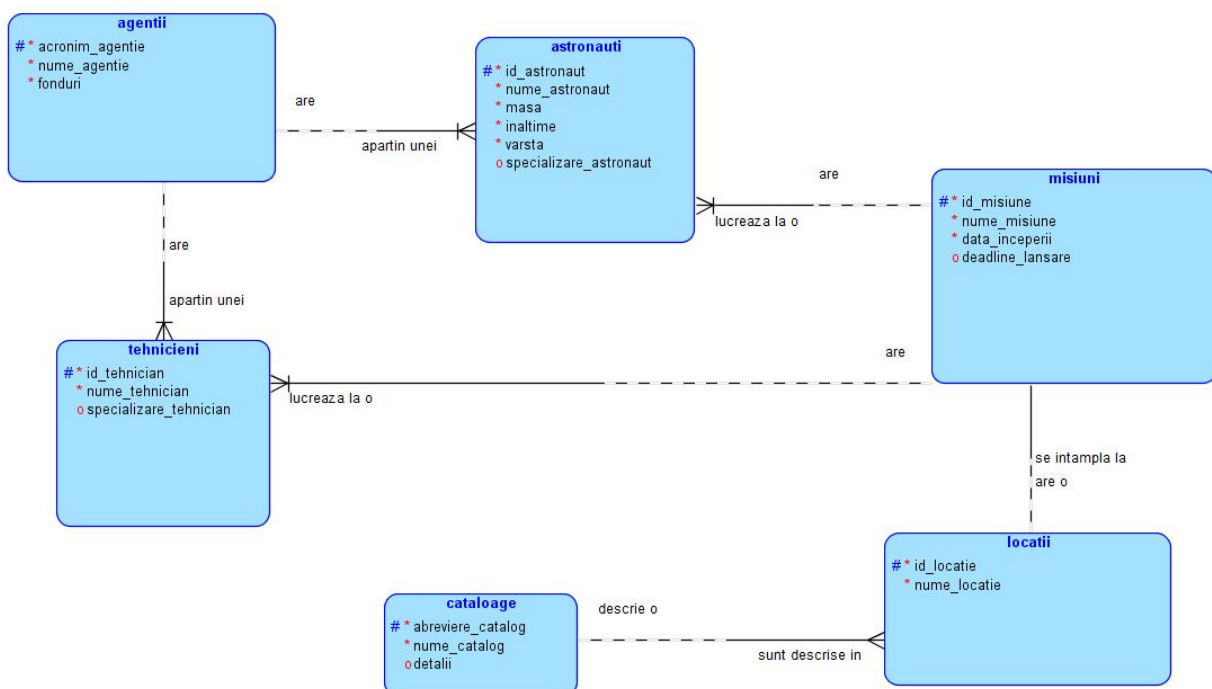 agentii
# * acronim_agentie
* nume_agentie
* fonduri
are
apartin unei
astronauti
# * id_astronaut
* nume_astronaut
* masa
* inaltime
* varsta
o specializare_astronaut
are
lucreaza la o
misiuni
# * id_misiune
* nume_misiune
* data_inceperii
o deadline_lansare
are
apartin unei
tehnicieni
# * id_tehnician
* nume_tehnician
o specializare_tehnician
are
lucreaza la o
se intampla la
are o
locatii
# * id_locatie
* nume_locatie
cataloage
# * abreviere_catalog
* nume_catalog
o detalii
descrie o
sunt descrise in